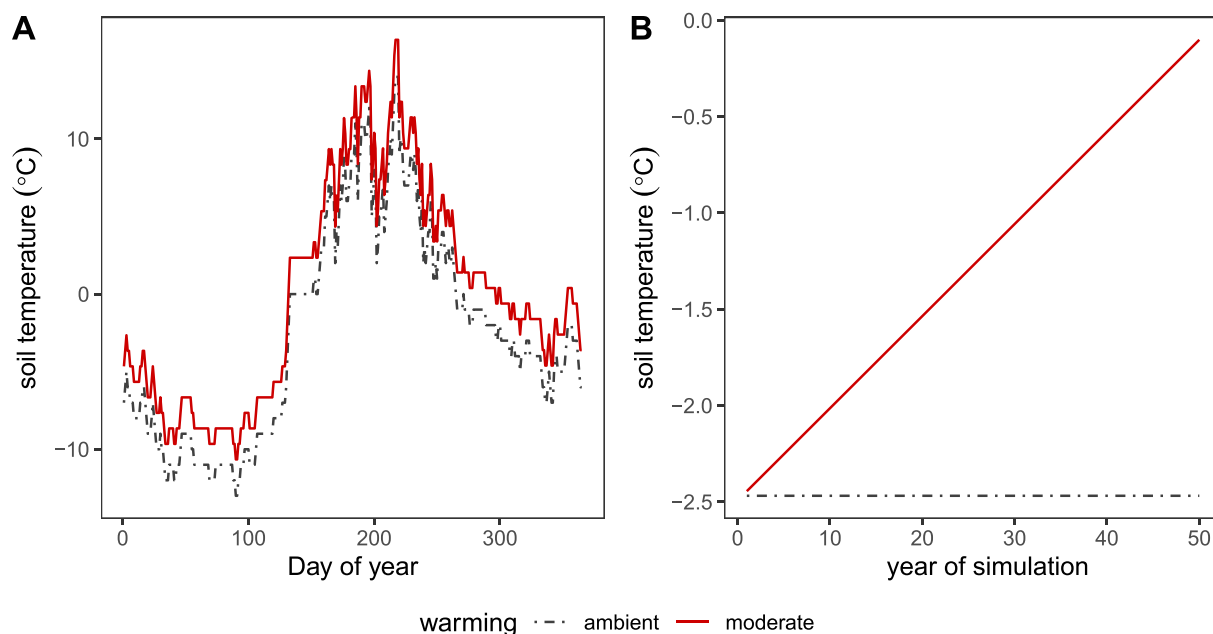 A
B
soil temperature (°C)
10
0
−10
0
100
200
300
Day of year
soil temperature (°C)
0.0
−0.5
−1.0
−1.5
−2.0
−2.5
0
10
20
30
40
50
year of simulation
warming ambient moderate